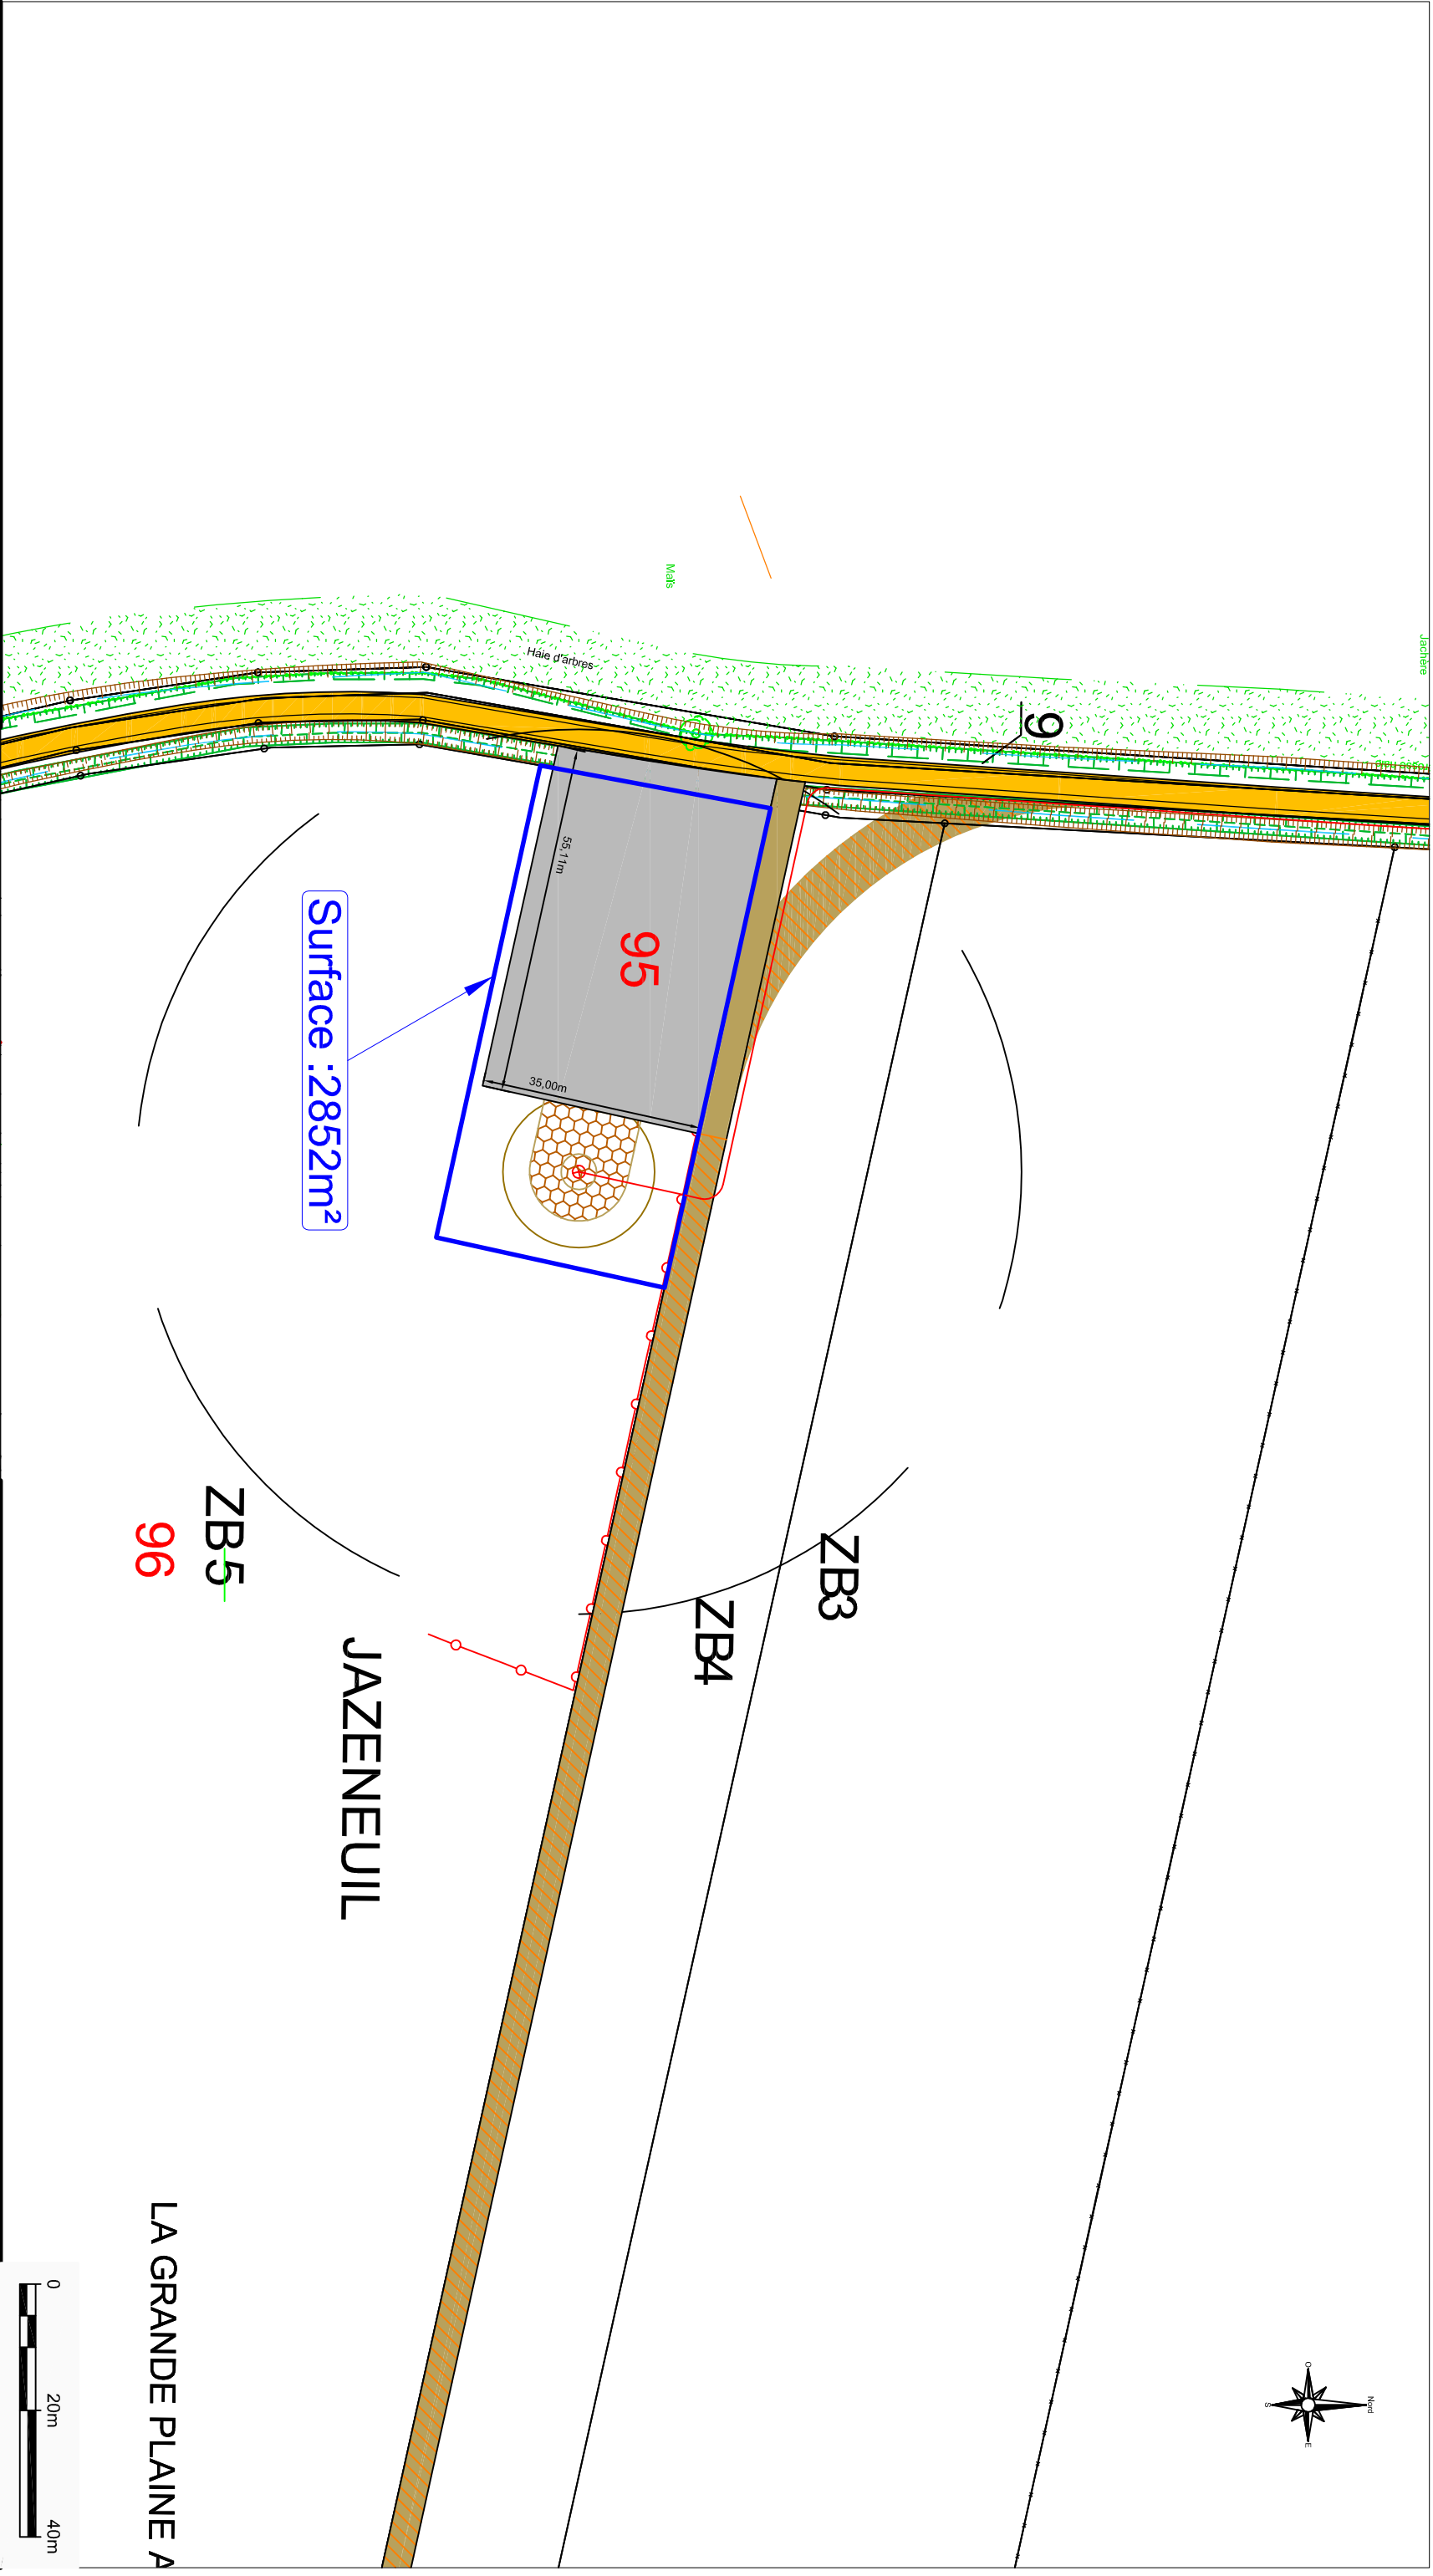 Jachère
Nord
O
E
S
9
Maïs
Haie d'arbres
95
55,11m
35,00m
ZB3
ZB4
Surface :2852m²
JAZENEUIL
ZB5
96
LA GRANDE PLAINE A
0
20m
40m